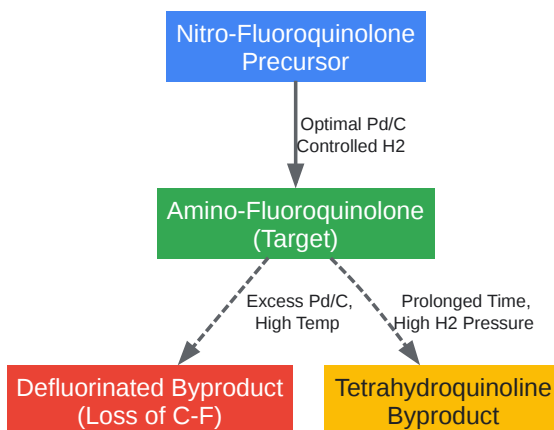 Nitro-Fluoroquinolone
Precursor
Optimal Pd/C
Controlled H2
Amino-Fluoroquinolone
(Target)
Excess Pd/C,
High Temp
Prolonged Time,
High H2 Pressure
Defluorinated Byproduct
(Loss of C-F)
Tetrahydroquinoline
Byproduct